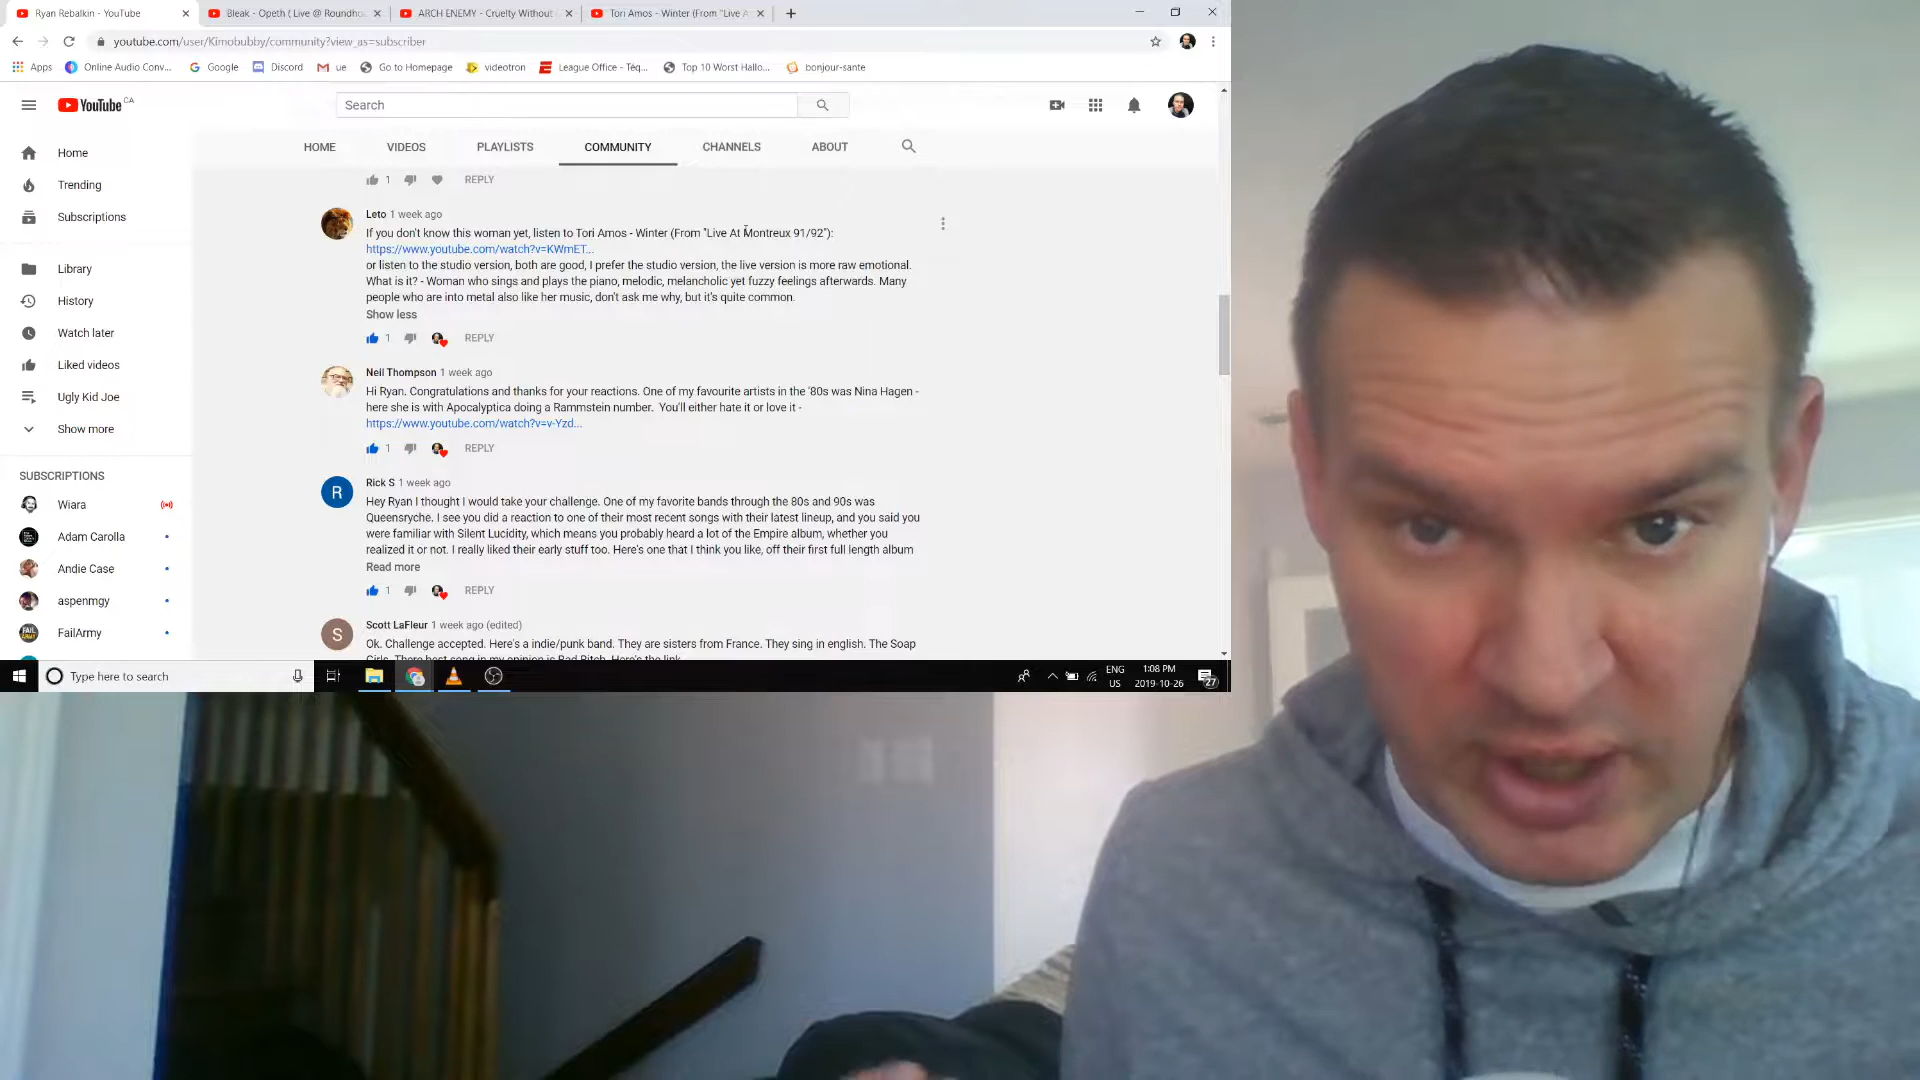 Ryan Rebalkin - YouTube
Bleak - Opeth ( Live @ Roundho
ARCH ENEMY - Cruelty Without
Tori Amos - Winter (From "Live A
youtube.com/user/Kimobubby/community?view_as=subscriber
Apps
Online Audio Conv...
Google
Discord
ue
Go to Homepage
videotron
League Office - Téq...
Top 10 Worst Hallo...
bonjour-sante
YouTube CA
Search
HOME
VIDEOS
PLAYLISTS
COMMUNITY
CHANNELS
ABOUT
Home
Trending
Subscriptions
Library
History
Watch later
Liked videos
Ugly Kid Joe
Show more
SUBSCRIPTIONS
Wiara
Adam Carolla
Andie Case
aspenmgy
FailArmy
1 REPLY
Leto 1 week ago
If you don't know this woman yet, listen to Tori Amos - Winter (From "Live At Montreux 91/92"):
https://www.youtube.com/watch?v=KWmET...
or listen to the studio version, both are good, I prefer the studio version, the live version is more raw emotional.
What is it? - Woman who sings and plays the piano, melodic, melancholic yet fuzzy feelings afterwards. Many
people who are into metal also like her music, don't ask me why, but it's quite common.
Show less
1 REPLY
Neil Thompson 1 week ago
Hi Ryan. Congratulations and thanks for your reactions. One of my favourite artists in the '80s was Nina Hagen -
here she is with Apocalyptica doing a Rammstein number. You'll either hate it or love it -
https://www.youtube.com/watch?v=v-Yzd...
1 REPLY
R
Rick S 1 week ago
Hey Ryan I thought I would take your challenge. One of my favorite bands through the 80s and 90s was
Queensryche. I see you did a reaction to one of their most recent songs with their latest lineup, and you said you
were familiar with Silent Lucidity, which means you probably heard a lot of the Empire album, whether you
realized it or not. I really liked their early stuff too. Here's one that I think you like, off their first full length album
Read more
1 REPLY
S
Scott LaFleur 1 week ago (edited)
Ok. Challenge accepted. Here's a indie/punk band. They are sisters from France. They sing in english. The Soap
Girls. There best song in my opinion is Bad Bitch. Here's the link
Type here to search
ENG
US
1:08 PM
2019-10-26
27